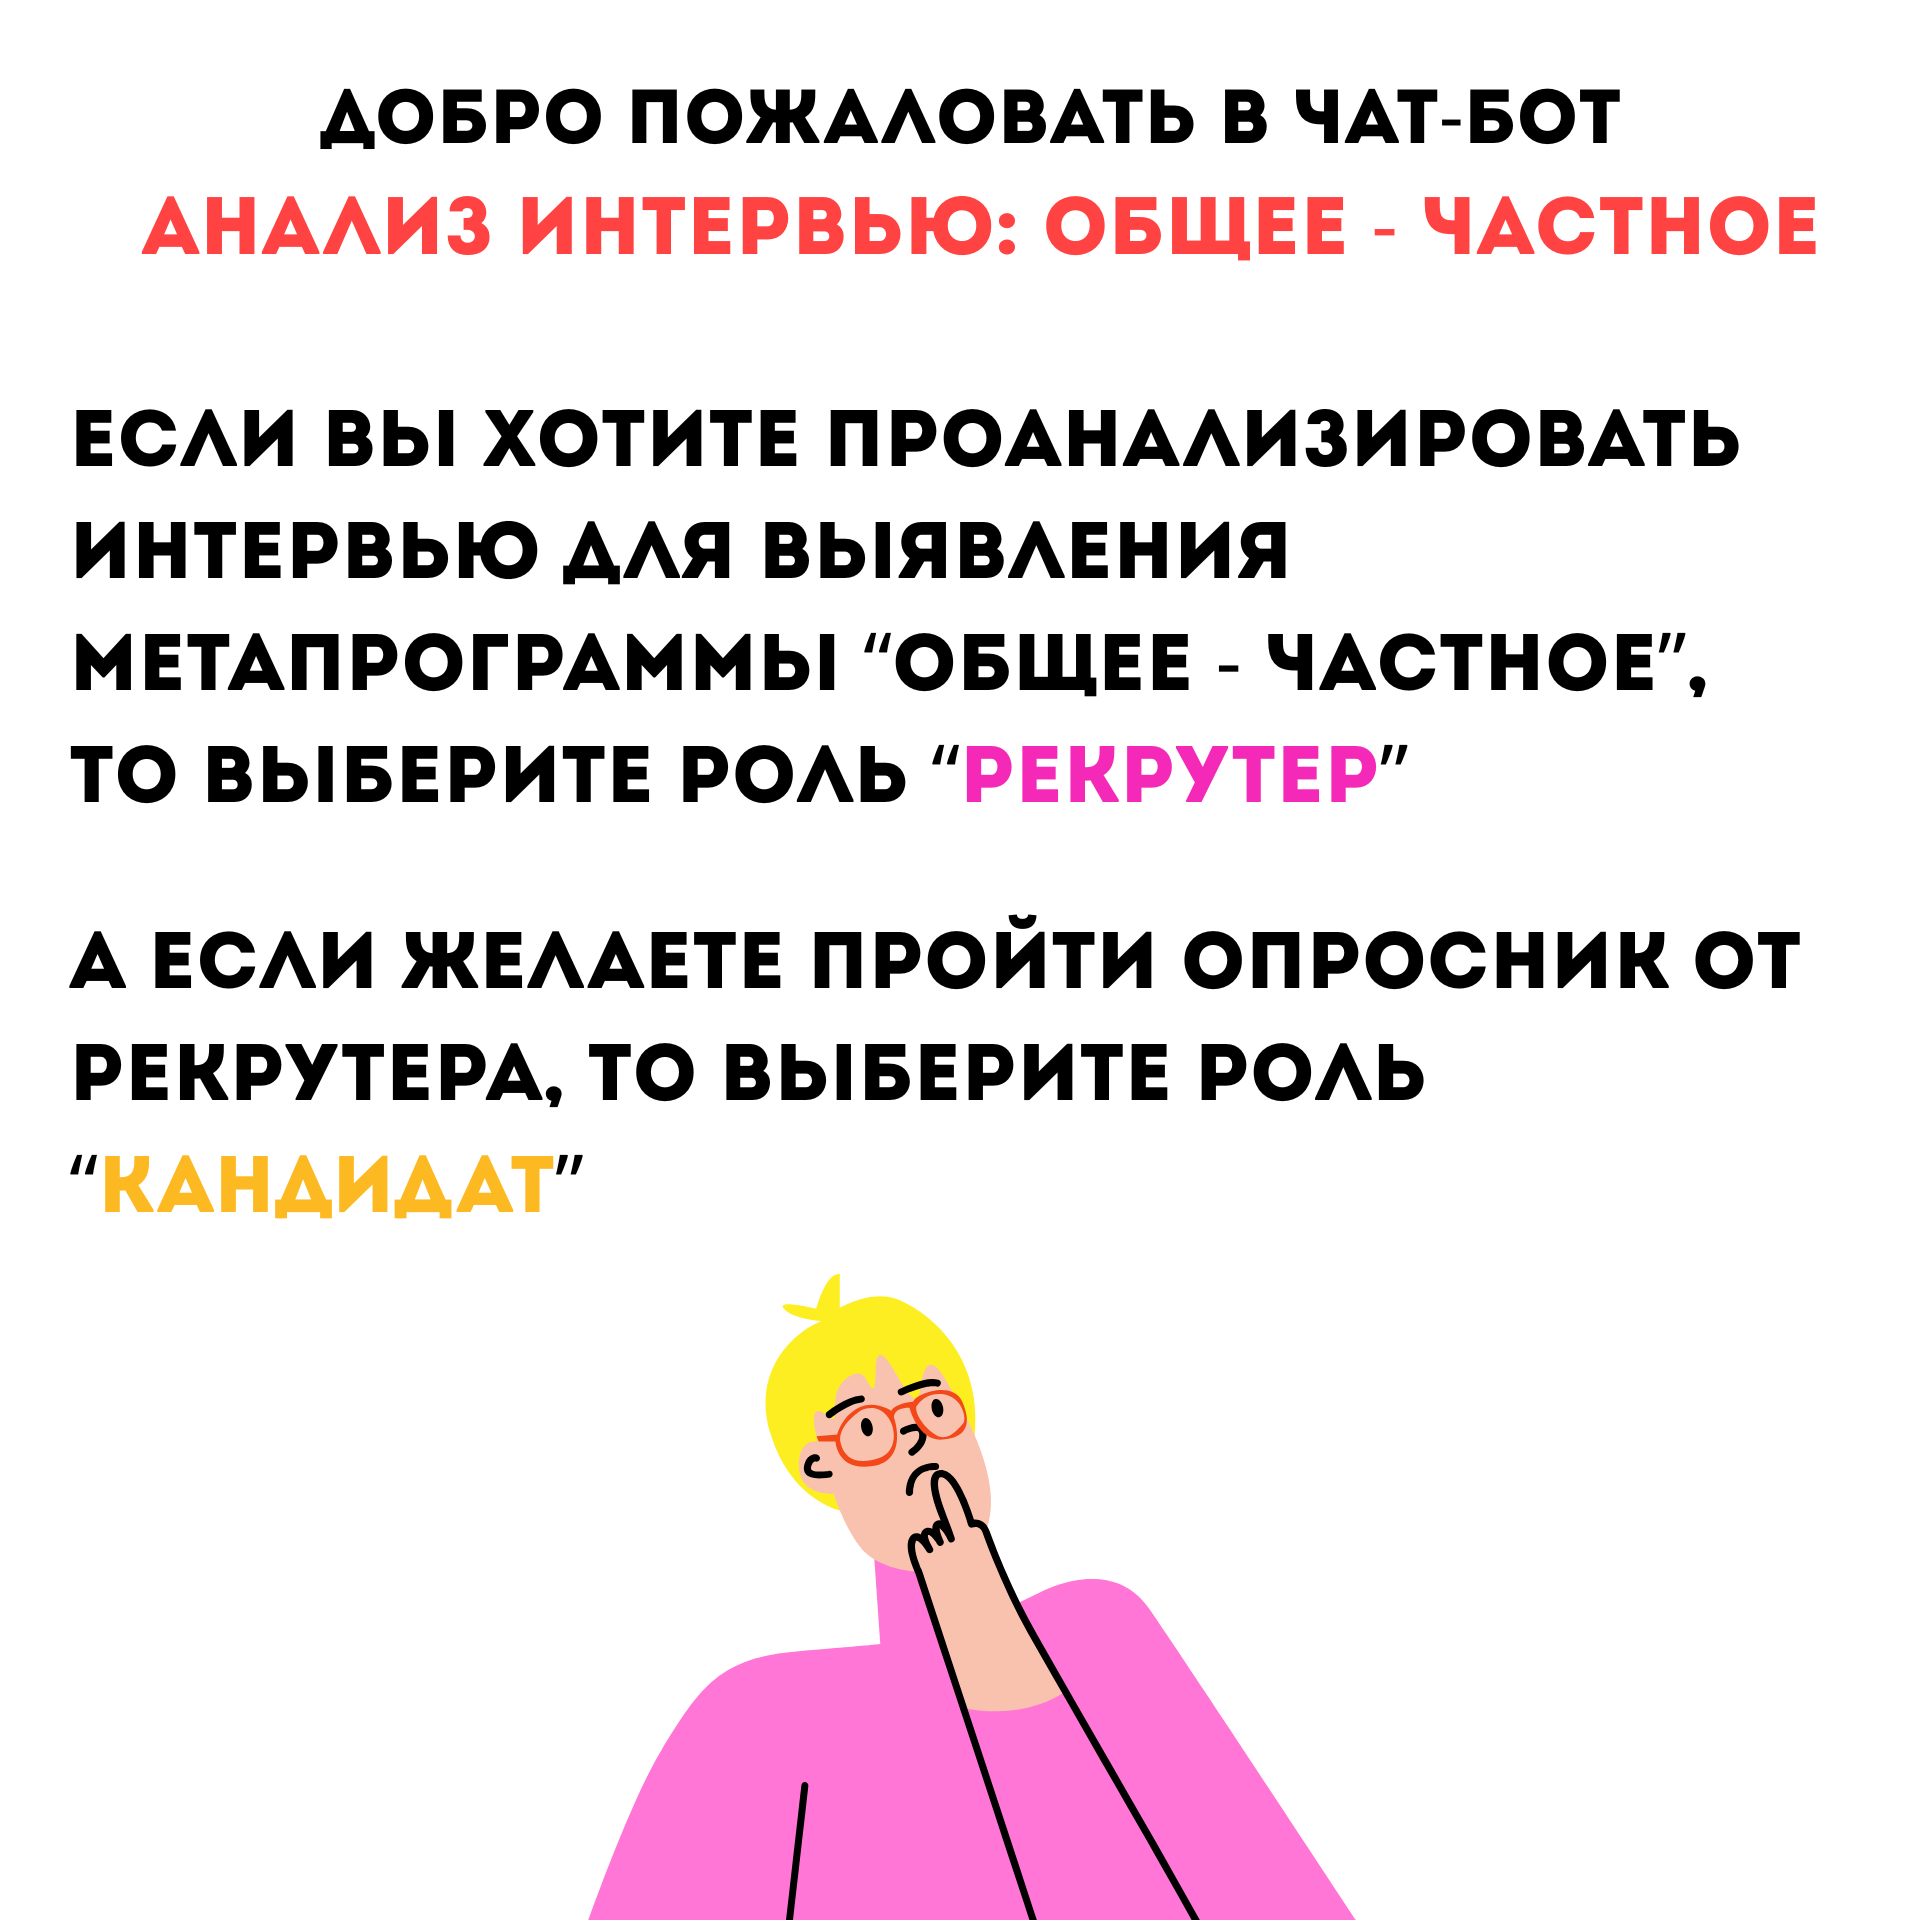 ДОБРО ПОЖАЛОВАТЬ В ЧАТ-БОТ
АНАЛИЗ ИНТЕРВЬЮ: ОБЩЕЕ - ЧАСТНОЕ
ЕСЛИ ВЫ ХОТИТЕ ПРОАНАЛИЗИРОВАТЬ
ИНТЕРВЬЮ ДЛЯ ВЫЯВЛЕНИЯ
МЕТАПРОГРАММЫ “ОБЩЕЕ - ЧАСТНОЕ”,
ТО ВЫБЕРИТЕ РОЛЬ “РЕКРУТЕР”
А ЕСЛИ ЖЕЛАЕТЕ ПРОЙТИ ОПРОСНИК ОТ
РЕКРУТЕРА, ТО ВЫБЕРИТЕ РОЛЬ
“КАНДИДАТ”